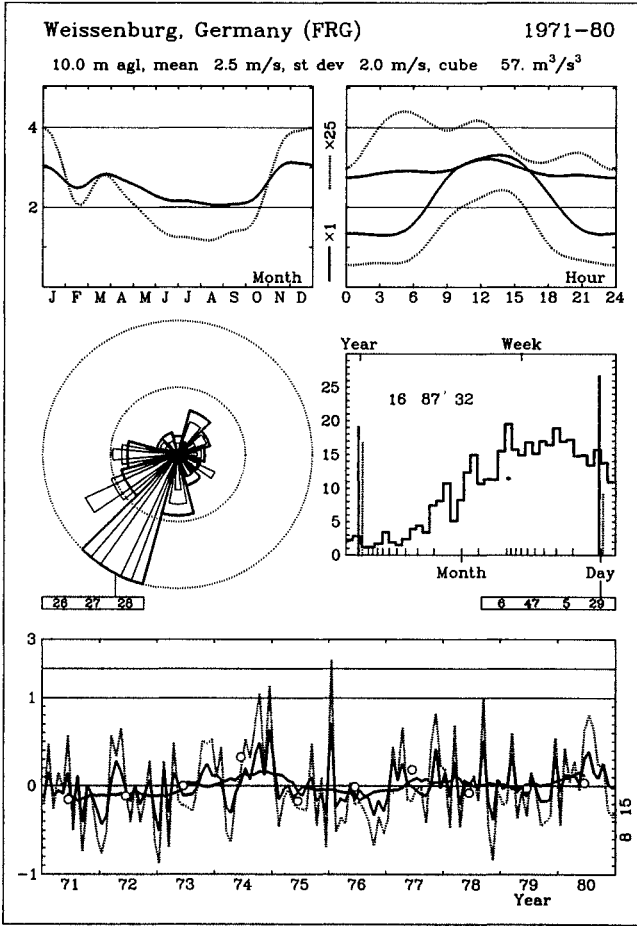 Weissenburg, Germany (FRG) 1971-80
10.0 m agl, mean 2.5 m/s, st dev 2.0 m/s, cube 57. m³/s³
4
2
Month
J F M A M J J A S O N D
×1 ×25
Hour
0 3 6 9 12 15 18 21 24
Year Week
30
25
20
15
10
5
0
16 87' 32
Month Day
26 27 28
6 47 5 29
3
1
0
-1
71 72 73 74 75 76 77 78 79 80
Year
8 15